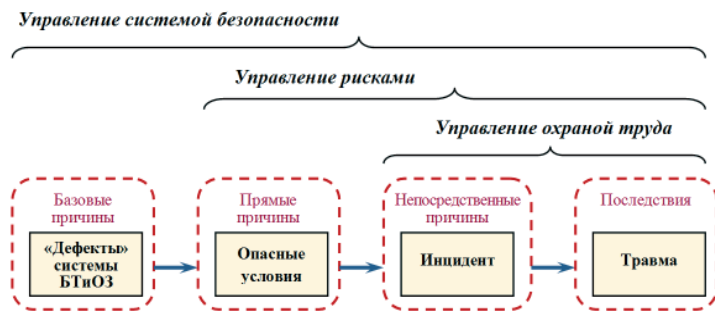 Управление системой безопасности
Управление рисками
Управление охраной труда
Базовые
причины
«Дефекты»
системы
БТиОЗ
Прямые
причины
Опасные
условия
Непосредственные
причины
Инцидент
Последствия
Травма